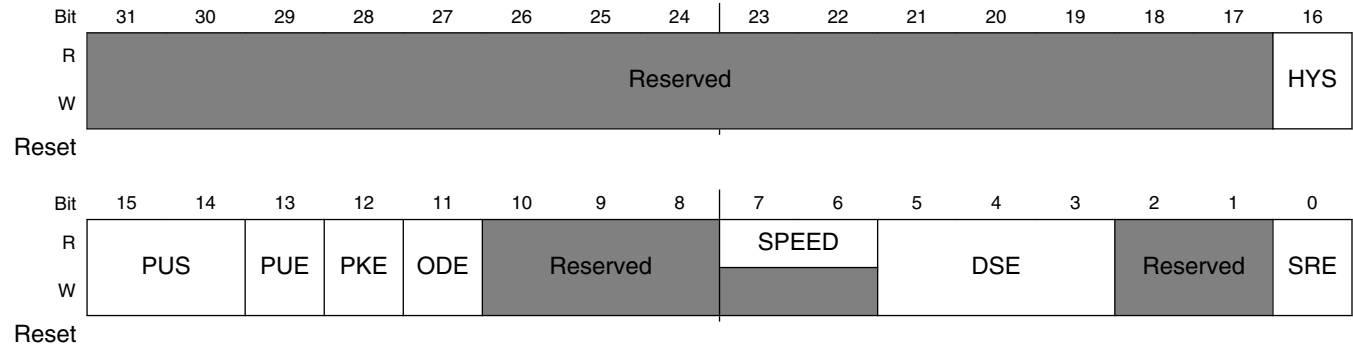 Bit 31 30 29 28 27 26 25 24 23 22 21 20 19 18 17 16
R
Reserved HYS
W
Reset
Bit 15 14 13 12 11 10 9 8 7 6 5 4 3 2 1 0
R SPEED
PUS PUE PKE ODE Reserved DSE Reserved SRE
W
Reset